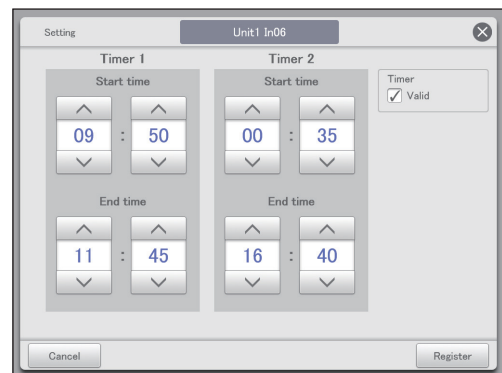 Setting
Unit1 In06
Timer 1
Timer 2
Start time
Start time
09 : 50
00 : 35
End time
End time
11 : 45
16 : 40
Timer
Valid
Cancel
Register